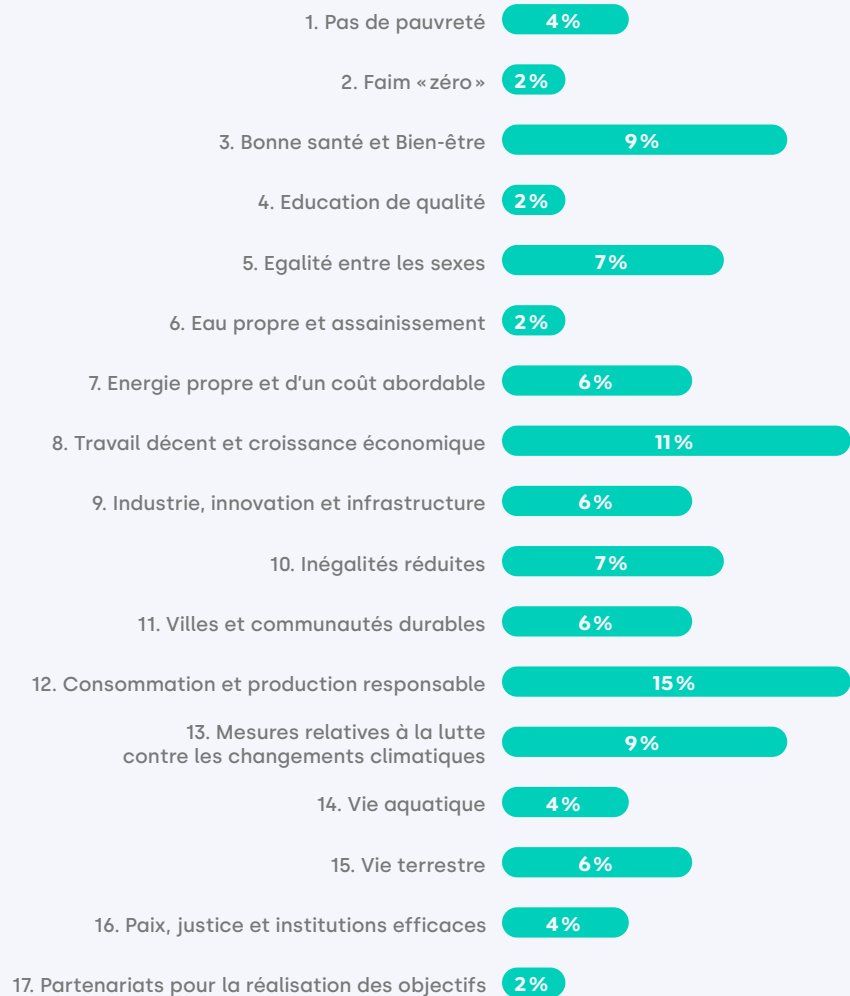 1. Pas de pauvreté 4%
2. Faim «zéro» 2%
3. Bonne santé et Bien-être 9%
4. Education de qualité 2%
5. Egalité entre les sexes 7%
6. Eau propre et assainissement 2%
7. Energie propre et d'un coût abordable 6%
8. Travail décent et croissance économique 11%
9. Industrie, innovation et infrastructure 6%
10. Inégalités réduites 7%
11. Villes et communautés durables 6%
12. Consommation et production responsable 15%
13. Mesures relatives à la lutte
contre les changements climatiques 9%
14. Vie aquatique 4%
15. Vie terrestre 6%
16. Paix, justice et institutions efficaces 4%
17. Partenariats pour la réalisation des objectifs 2%